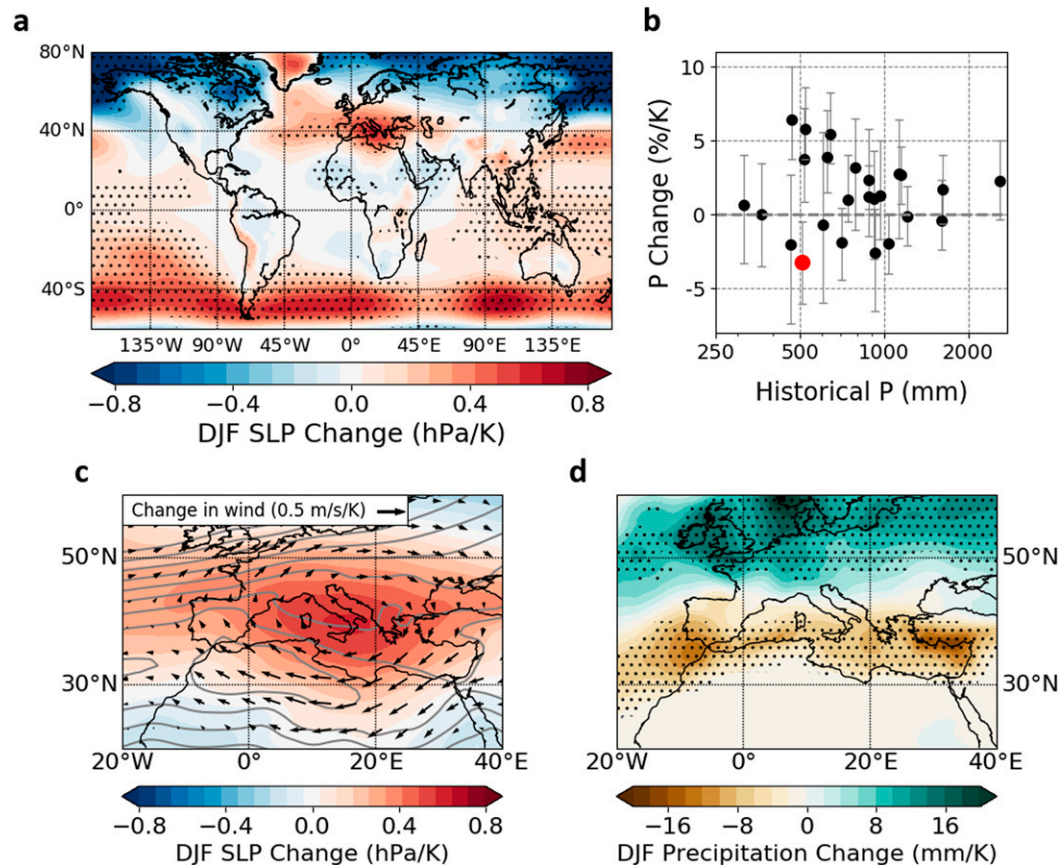 a
80°N
40°N
0°
40°S
135°W 90°W 45°W 0° 45°E 90°E 135°E
−0.8 −0.4 0.0 0.4 0.8
DJF SLP Change (hPa/K)
b
10
5
0
-5
P Change (%/K)
250 500 1000 2000
Historical P (mm)
c
Change in wind (0.5 m/s/K)
50°N
30°N
20°W 0° 20°E 40°E
−0.8 −0.4 0.0 0.4 0.8
DJF SLP Change (hPa/K)
d
50°N
30°N
20°W 0° 20°E 40°E
−16 −8 0 8 16
DJF Precipitation Change (mm/K)